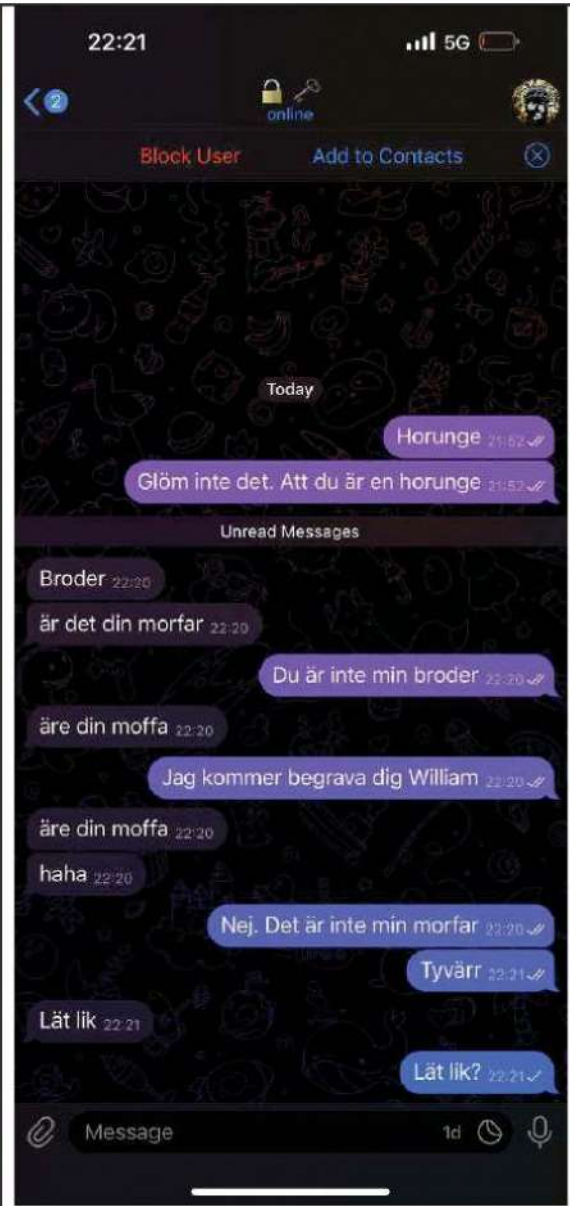 22:21
5G
2
online
Block User
Add to Contacts
Today
Horunge 21:52
Glöm inte det. Att du är en horunge 21:52
Unread Messages
Broder 22:20
är det din morfar 22:20
Du är inte min broder 22:20
äre din moffa 22:20
Jag kommer begrava dig William 22:20
äre din moffa 22:20
haha 22:20
Nej. Det är inte min morfar 22:20
Tyvärr 22:21
Lät lik 22:21
Lät lik? 22:21
Message
1d